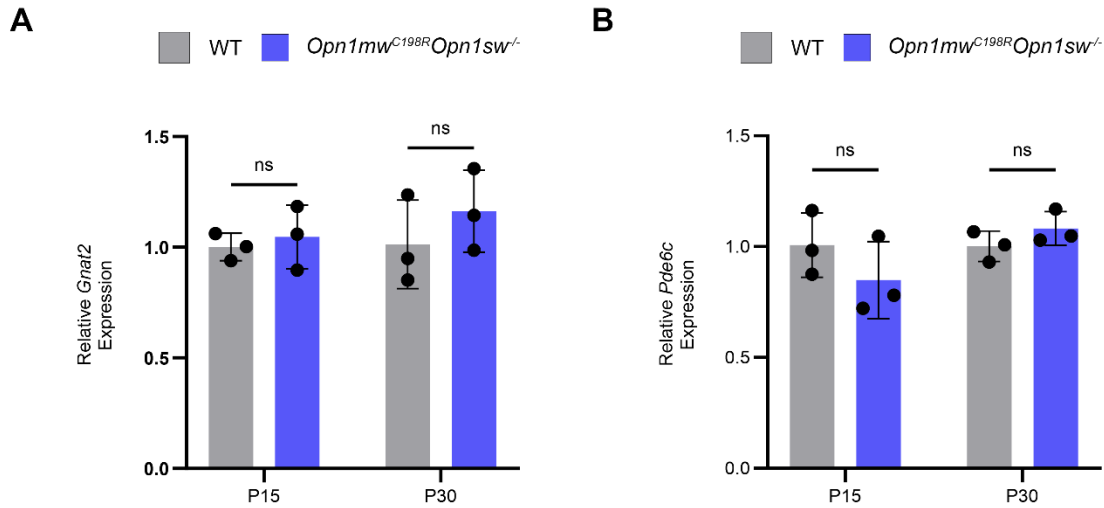 A
WT Opn1mwC198ROpn1sw-/-
Relative Gnat2
Expression
1.5
1.0
0.5
0.0
ns
ns
P15
P30
B
WT Opn1mwC198ROpn1sw-/-
Relative Pde6c
Expression
1.5
1.0
0.5
0.0
ns
ns
P15
P30